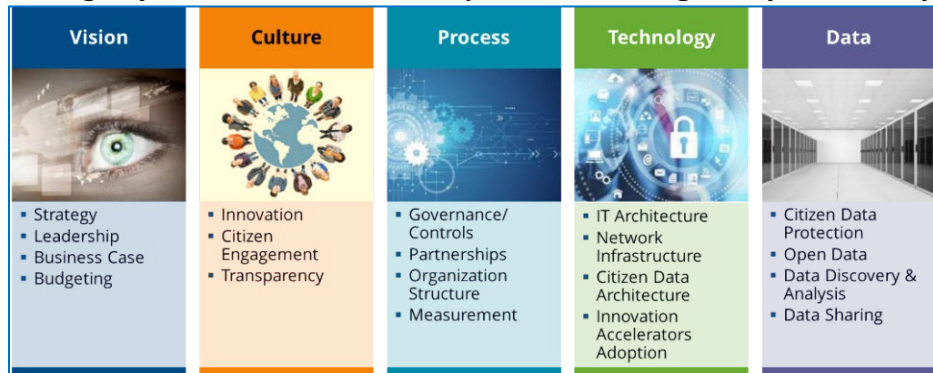 Vision
Strategy
Leadership
Business Case
Budgeting
Culture
Innovation
Citizen
Engagement
Transparency
Process
Governance/
Controls
Partnerships
Organization
Structure
Measurement
Technology
IT Architecture
Network
Infrastructure
Citizen Data
Architecture
Innovation
Accelerators
Adoption
Data
Citizen Data
Protection
Open Data
Data Discovery &
Analysis
Data Sharing